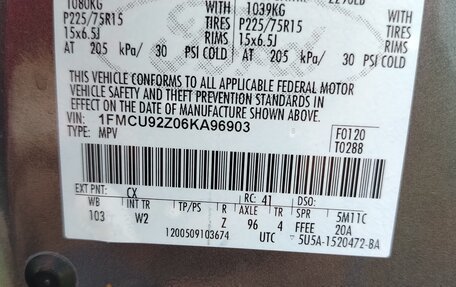 1080KG 1039KG
WITH WITH
P225/75R15 TIRES P225/75R15 TIRES
15x6.5J RIMS 15x6.5J RIMS
AT 205 kPa/ 30 PSI COLD AT 205 kPa/ 30 PSI COLD
THIS VEHICLE CONFORMS TO ALL APPLICABLE FEDERAL MOTOR
VEHICLE SAFETY AND THEFT PREVENTION STANDARDS IN
EFFECT ON THE DATE OF MANUFACTURE SHOWN ABOVE.
VIN: 1FMCU92Z06KA96903
TYPE: MPV F0120
T0288
EXT PNT: CX RC: 41 DSO:
WB INT TR TP/PS R AXLE TR SPR 5M11C
103 W2 Z 96 4 FFEE 20A
1200509103674 UTC 5U5A-1520472-BA